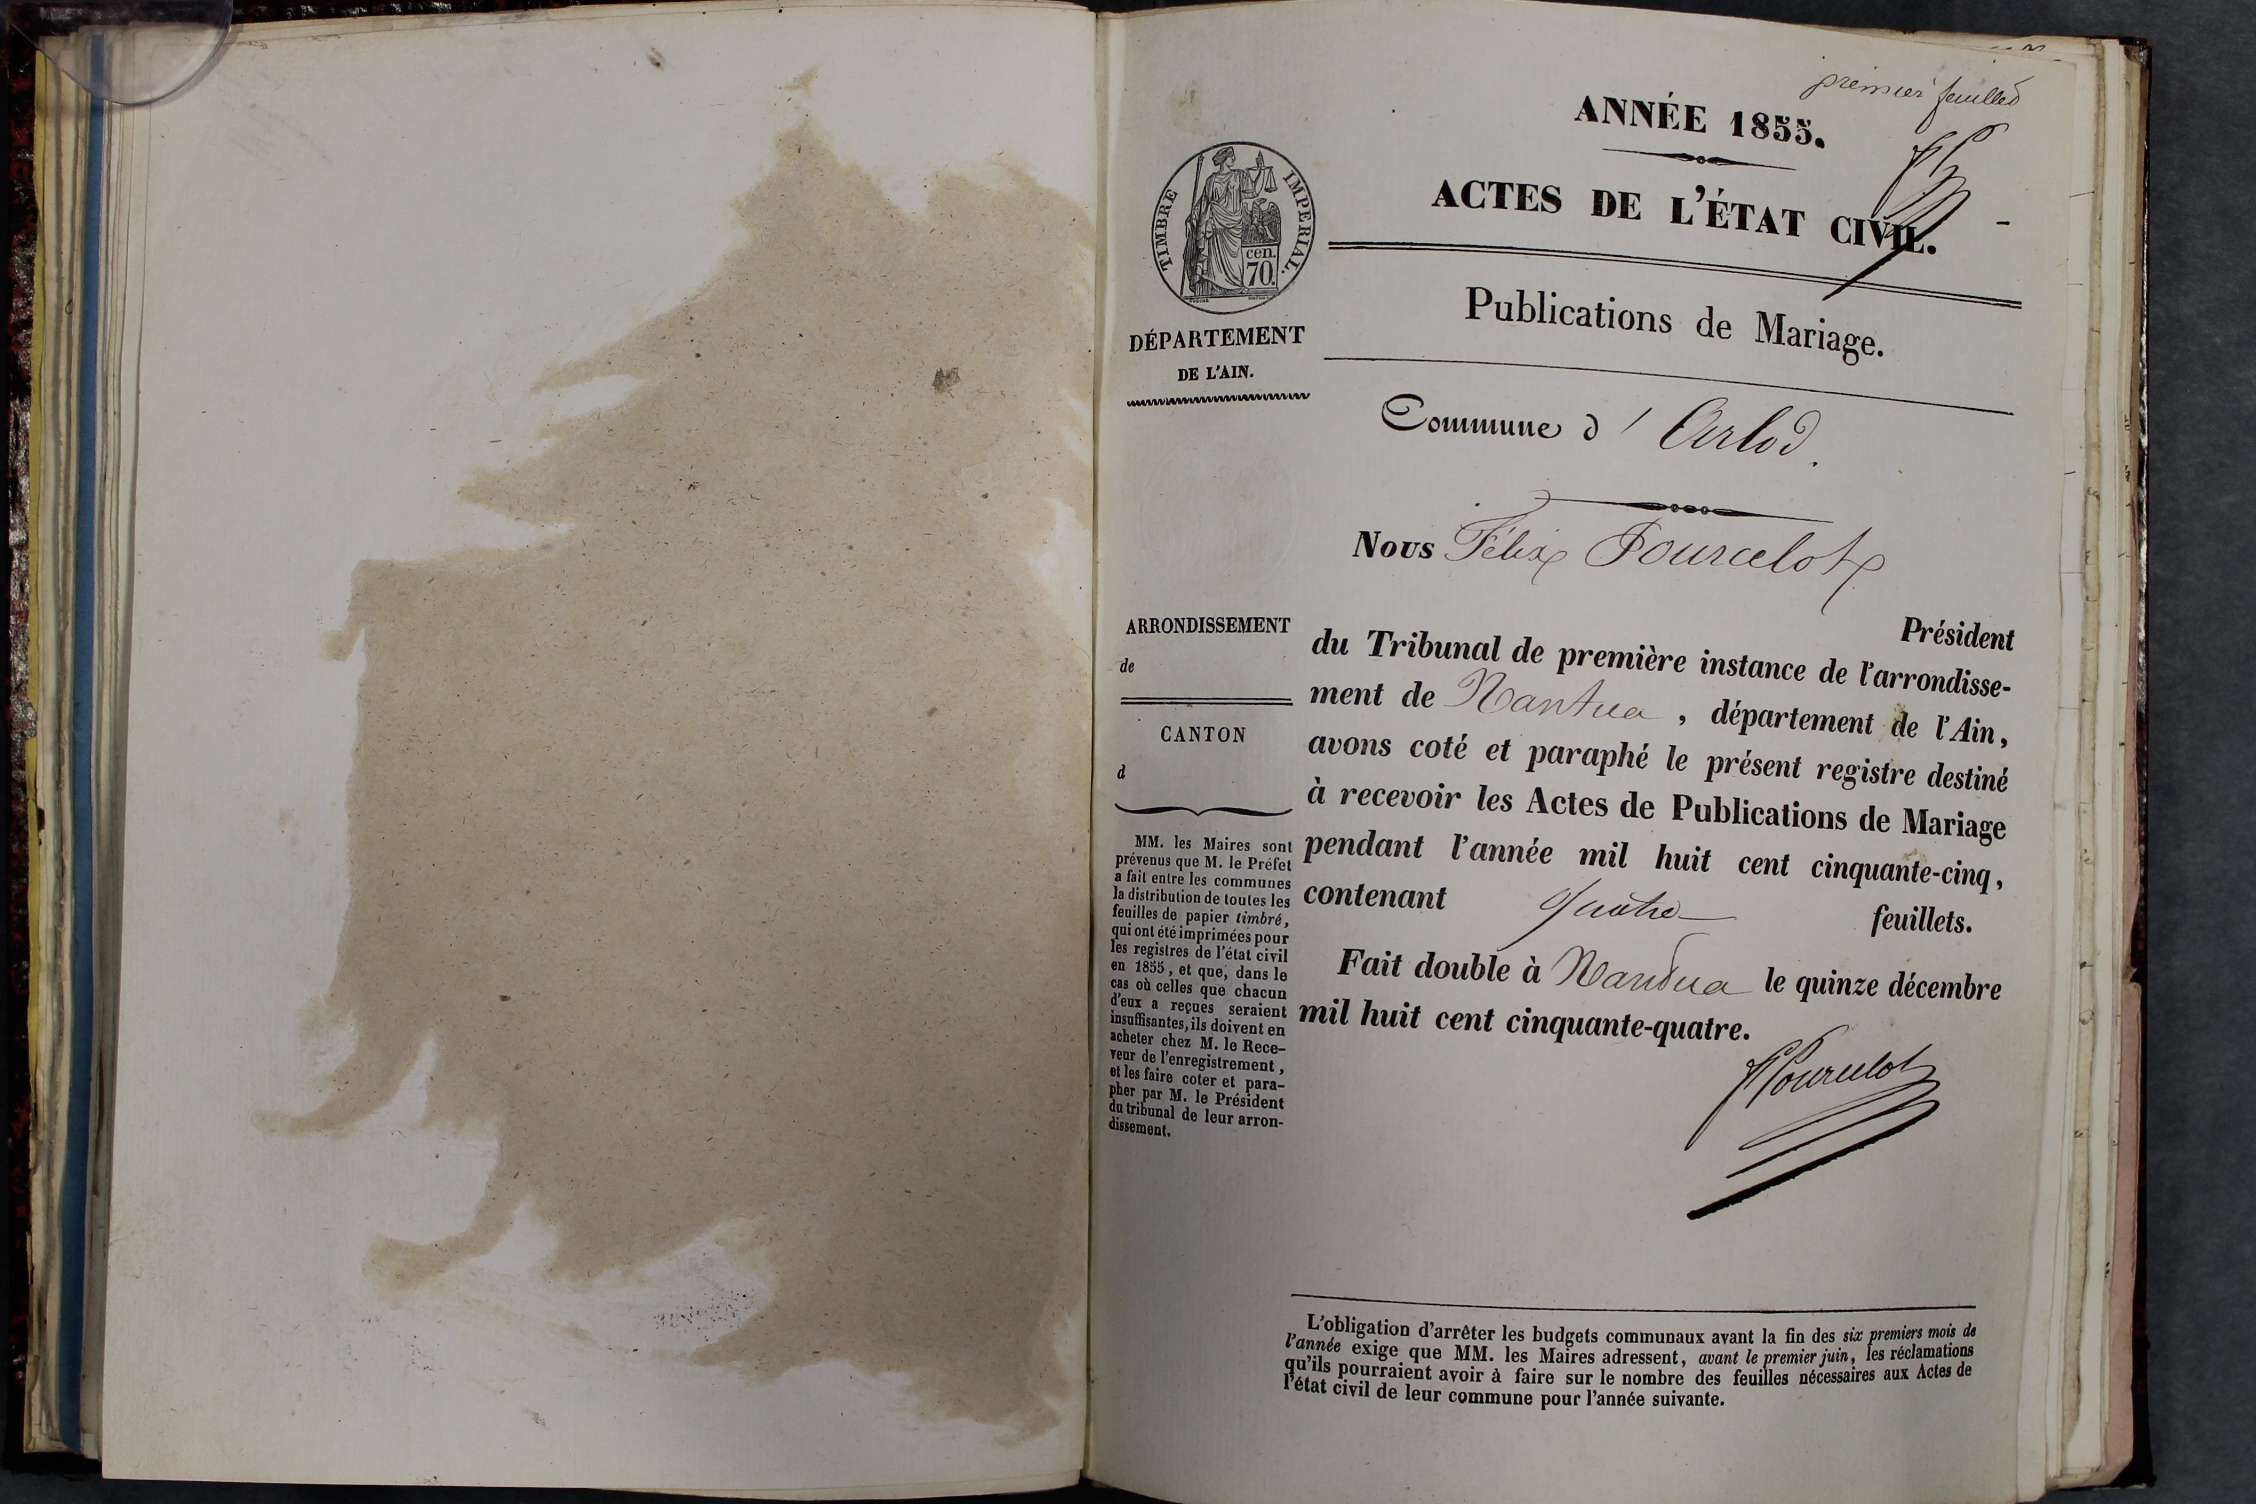 premier feuillet
ANNÉE 1855.
ACTES DE L'ÉTAT CIVIL.
TIMBRE IMPERIAL.
cen.
70.
Publications de Mariage.
DÉPARTEMENT
DE L'AIN.
Commune d'Arlod.
Nous Félix Pourcelot
Président
du Tribunal de première instance de l'arrondisse-
ment de Nantua, département de l'Ain,
avons coté et paraphé le présent registre destiné
à recevoir les Actes de Publications de Mariage
pendant l'année mil huit cent cinquante-cinq,
contenant quatre feuillets.
Fait double à Nantua le quinze décembre
mil huit cent cinquante-quatre.
FPourcelot
ARRONDISSEMENT
de
CANTON
d
MM. les Maires sont
prévenus que M. le Préfet
a fait entre les communes
la distribution de toutes les
feuilles de papier timbré,
qui ont été imprimées pour
les registres de l'état civil
en 1855, et que, dans le
cas où celles que chacun
d'eux a reçues seraient
insuffisantes, ils doivent en
acheter chez M. le Rece-
veur de l'enregistrement,
et les faire coter et para-
pher par M. le Président
du tribunal de leur arron-
dissement.
L'obligation d'arrêter les budgets communaux avant la fin des six premiers mois de
l'année exige que MM. les Maires adressent, avant le premier juin, les réclamations
qu'ils pourraient avoir à faire sur le nombre des feuilles nécessaires aux Actes de
l'état civil de leur commune pour l'année suivante.